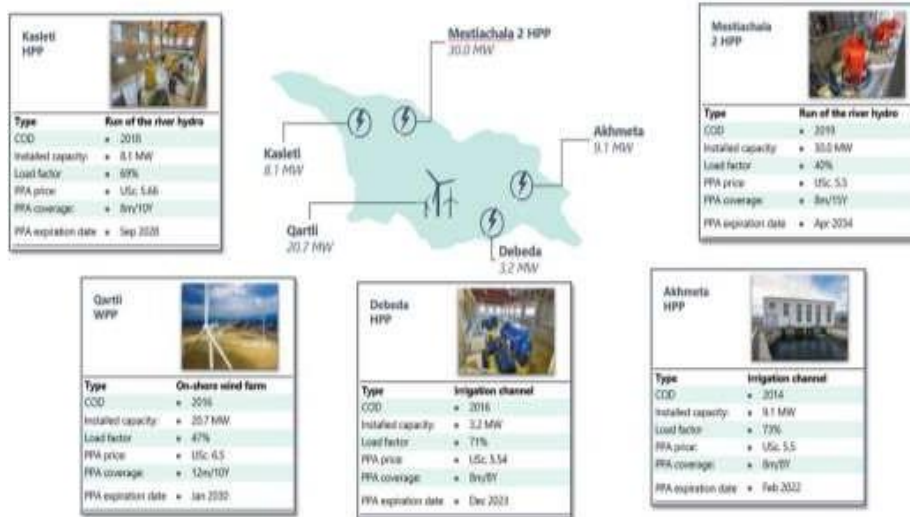 Kasleti
HPP
Type Run of the river hydro
COD • 2018
Installed capacity: • 8.1 MW
Load factor • 69%
PPA price: • USc. 5.66
PPA coverage: • 8m/10Y
PPA expiration date • Sep 2028
Mestiachala 2 HPP
30.0 MW
Kasleti
8.1 MW
Akhmeta
9.1 MW
Qartli
20.7 MW
Debeda
3.2 MW
Mestiachala
2 HPP
Type Run of the river hydro
COD • 2019
Installed capacity: • 30.0 MW
Load factor • 40%
PPA price: • USc. 5.5
PPA coverage: • 8m/15Y
PPA expiration date • Apr 2034
Qartli
WPP
Type On-shore wind farm
COD • 2016
Installed capacity: • 20.7 MW
Load factor • 47%
PPA price: • USc. 6.5
PPA coverage: • 12m/10Y
PPA expiration date • Jan 2030
Debeda
HPP
Type Irrigation channel
COD • 2016
Installed capacity: • 3.2 MW
Load factor • 71%
PPA price: • USc. 5.54
PPA coverage: • 8m/8Y
PPA expiration date • Dec 2023
Akhmeta
HPP
Type Irrigation channel
COD • 2014
Installed capacity: • 9.1 MW
Load factor • 73%
PPA price: • USc. 5.5
PPA coverage: • 8m/8Y
PPA expiration date • Feb 2022